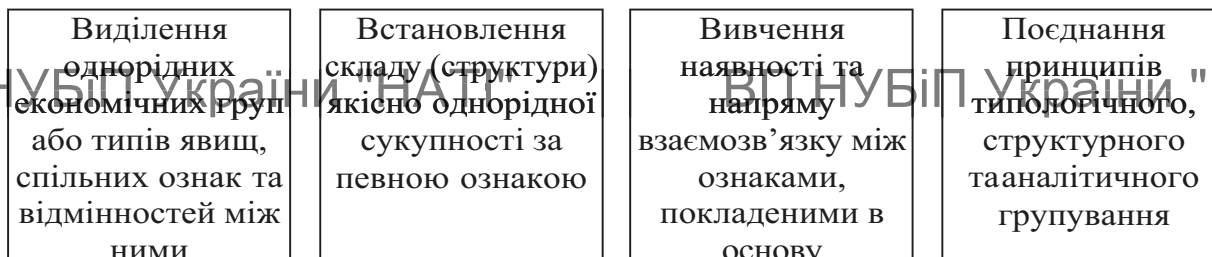 Виділення
однорідних
економічних груп
або типів явищ,
спільних ознак та
відмінностей між
ними
Встановлення
складу (структури)
якісно однорідної
сукупності за
певною ознакою
Вивчення
наявності та
напряму
взаємозв’язку між
ознаками,
покладеними в
основу
Поєднання
принципів
типологічного,
структурного
тааналітичного
групування
НУБіП України "НАТІ"
ВП НУБіП України "